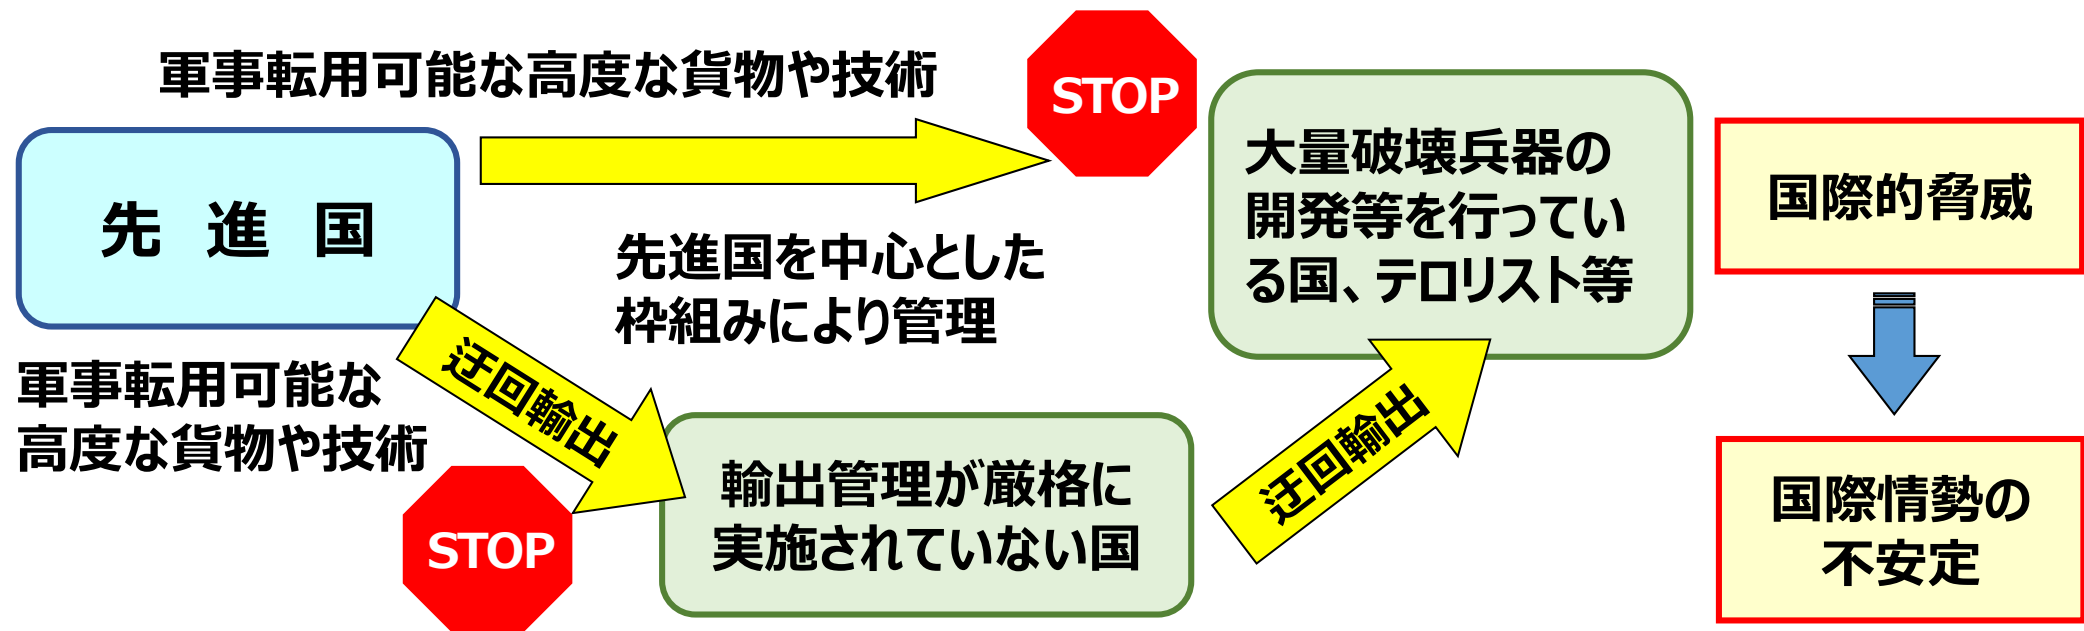 軍事転用可能な高度な貨物や技術
STOP
先　進　国
大量破壊兵器の
開発等を行ってい
る国、テロリスト等
国際的脅威
先進国を中心とした
枠組みにより管理
軍事転用可能な
高度な貨物や技術
迂回輸出
STOP
輸出管理が厳格に
実施されていない国
迂回輸出
国際情勢の
不安定